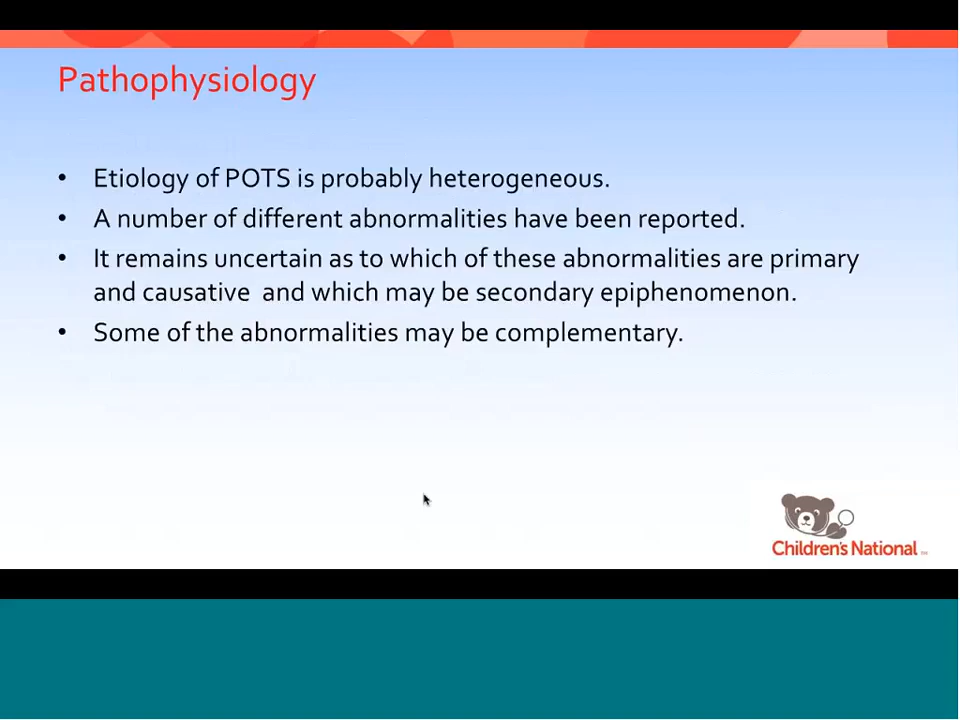 Pathophysiology
• Etiology of POTS is probably heterogeneous.
• A number of different abnormalities have been reported.
• It remains uncertain as to which of these abnormalities are primary
and causative  and which may be secondary epiphenomenon.
• Some of the abnormalities may be complementary.
Children's National ™